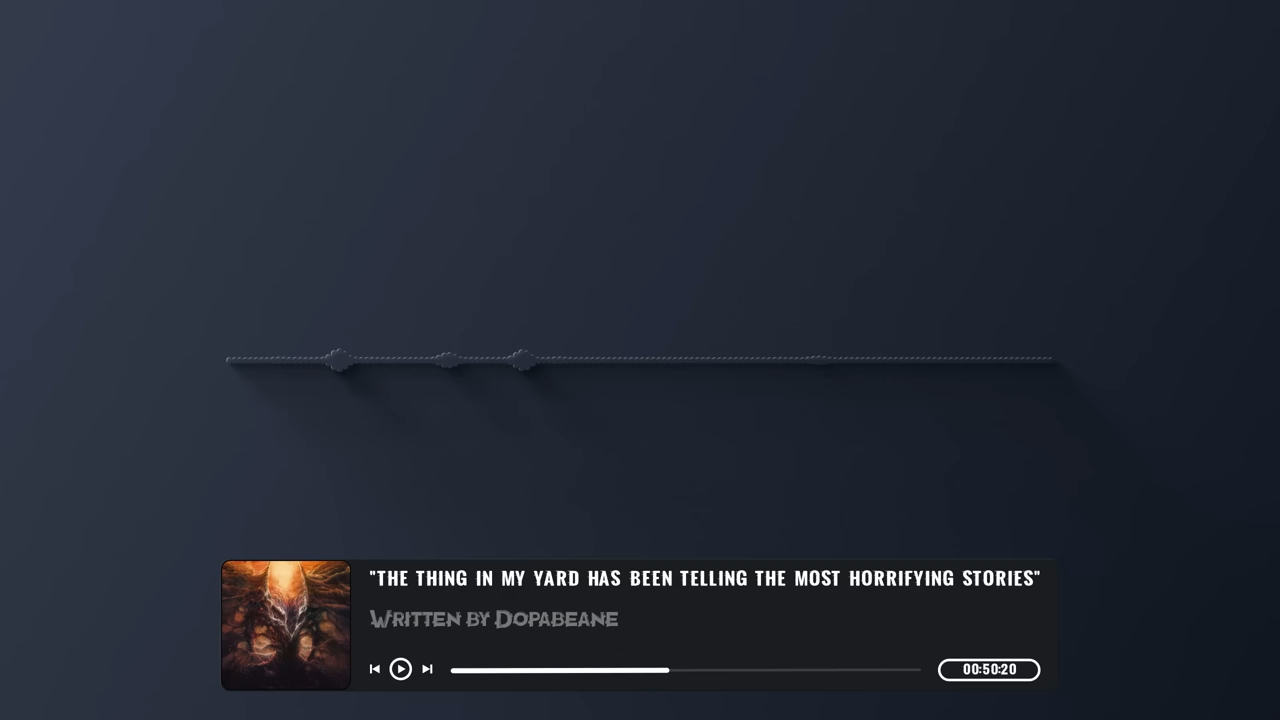 "THE THING IN MY YARD HAS BEEN TELLING THE MOST HORRIFYING STORIES"
WRITTEN BY DOPABEANE
00:50:20